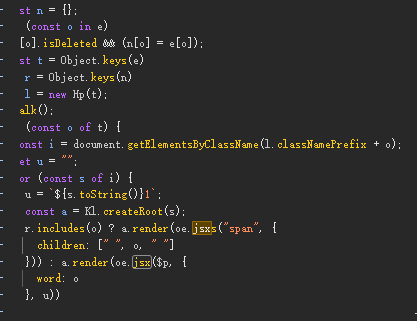 st n = {};
(const o in e)
[o].isDeleted && (n[o] = e[o]);
st t = Object.keys(e)
r = Object.keys(n)
l = new Hp(t);
alk();
(const o of t) {
onst i = document.getElementsByClassName(l.classNamePrefix + o);
et u = "";
or (const s of i) {
u = `${s.toString()}1`;
const a = Kl.createRoot(s);
r.includes(o) ? a.render(oe.jsxs("span", {
children: [" ", o, " "]
})) : a.render(oe.jsx($p, {
word: o
}, u))